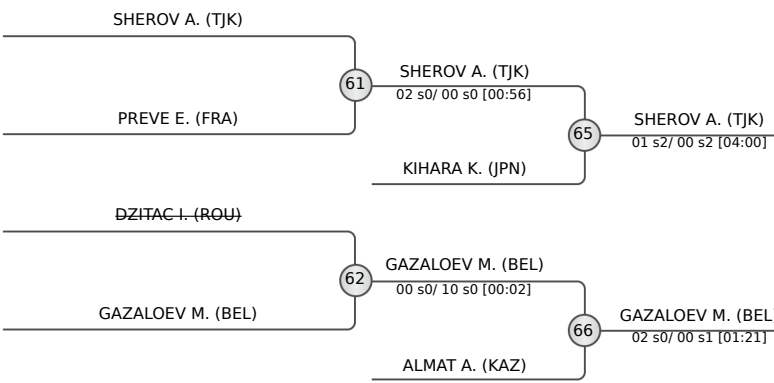 SHEROV A. (TJK)
61
SHEROV A. (TJK)
02 s0/ 00 s0 [00:56]
PREVE E. (FRA)
65
SHEROV A. (TJK)
01 s2/ 00 s2 [04:00]
KIHARA K. (JPN)
DZITAC I. (ROU)
62
GAZALOEV M. (BEL)
00 s0/ 10 s0 [00:02]
GAZALOEV M. (BEL)
66
GAZALOEV M. (BEL)
02 s0/ 00 s1 [01:21]
ALMAT A. (KAZ)